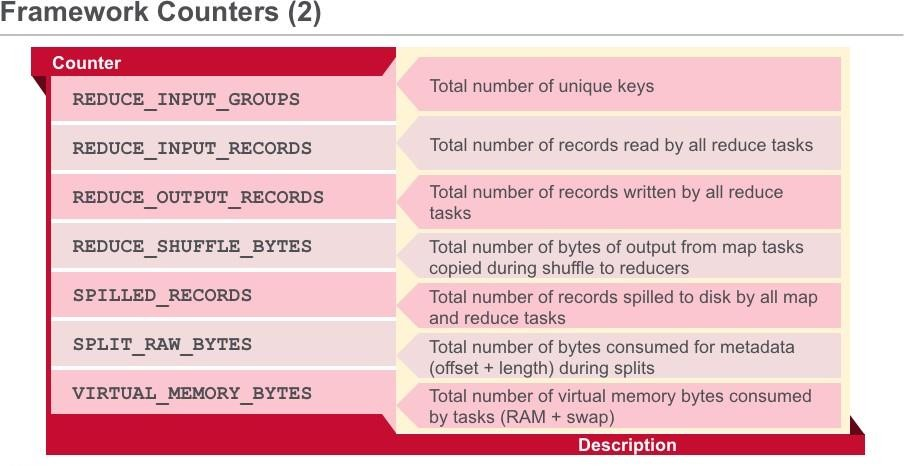 Framework Counters (2)
Counter
REDUCE_INPUT_GROUPS
Total number of unique keys
REDUCE_INPUT_RECORDS
Total number of records read by all reduce tasks
REDUCE_OUTPUT_RECORDS
Total number of records written by all reduce
tasks
REDUCE_SHUFFLE_BYTES
Total number of bytes of output from map tasks
copied during shuffle to reducers
SPILLED_RECORDS
Total number of records spilled to disk by all map
and reduce tasks
SPLIT_RAW_BYTES
Total number of bytes consumed for metadata
(offset + length) during splits
VIRTUAL_MEMORY_BYTES
Total number of virtual memory bytes consumed
by tasks (RAM + swap)
Description